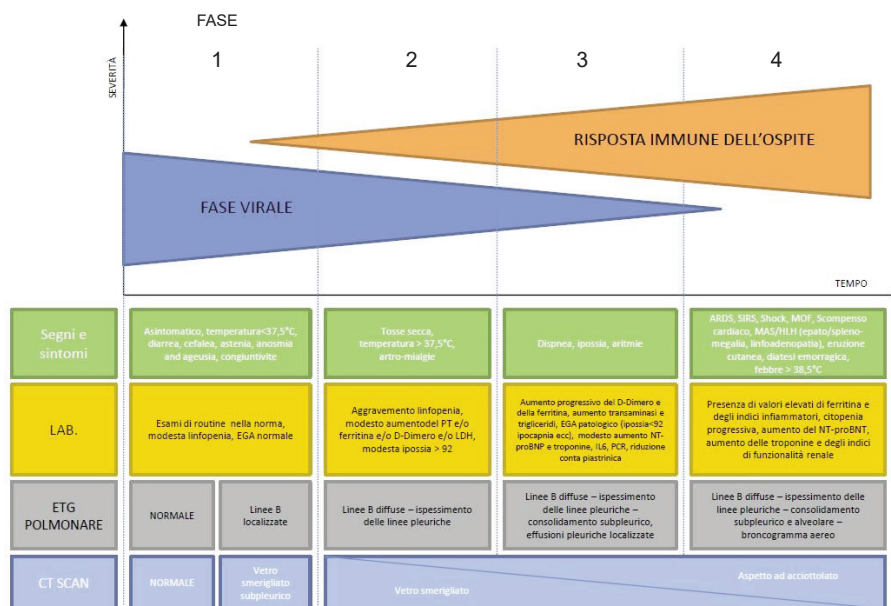 FASE
1
2
3
4
SEVERITÀ
RISPOSTA IMMUNE DELL'OSPITE
FASE VIRALE
TEMPO
Segni e
sintomi
Asintomatico, temperatura<37,5°C,
diarrea, cefalea, astenia, anosmia
and ageusia, congiuntivite
Tosse secca,
temperatura > 37,5°C,
artro-mialgie
Dispnea, ipossia, aritmie
ARDS, SIRS, Shock, MOF, Scompenso
cardiaco, MAS/HLH (epato/spleno-
megalia, linfoadenopatia), eruzione
cutanea, diatesi emorragica,
febbre > 38,5°C
LAB.
Esami di routine nella norma,
modesta linfopenia, EGA normale
Aggravemento linfopenia,
modesto aumentodel PT e/o
ferritina e/o D-Dimero e/o LDH,
modesta ipossia > 92
Aumento progressivo del D-Dimero e
della ferritina, aumento transaminasi e
trigliceridi, EGA patologico (ipossia<92
ipocapnia ecc), modesto aumento NT-
proBNP e troponine, IL6, PCR, riduzione
conta piastrinica
Presenza di valori elevati di ferritina e
degli indici infiammatori, citopenia
progressiva, aumento del NT-proBNT,
aumento delle troponine e degli indici
di funzionalità renale
ETG
POLMONARE
NORMALE
Linee B
localizzate
Linee B diffuse – ispessimento
delle linee pleuriche
Linee B diffuse – ispessimento
delle linee pleuriche –
consolidamento subpleurico,
effusioni pleuriche localizzate
Linee B diffuse – ispessimento delle
linee pleuriche – consolidamento
subpleurico e alveolare –
broncogramma aereo
CT SCAN
NORMALE
Vetro
smerigliato
subpleurico
Vetro smerigliato
Aspetto ad acciottolato